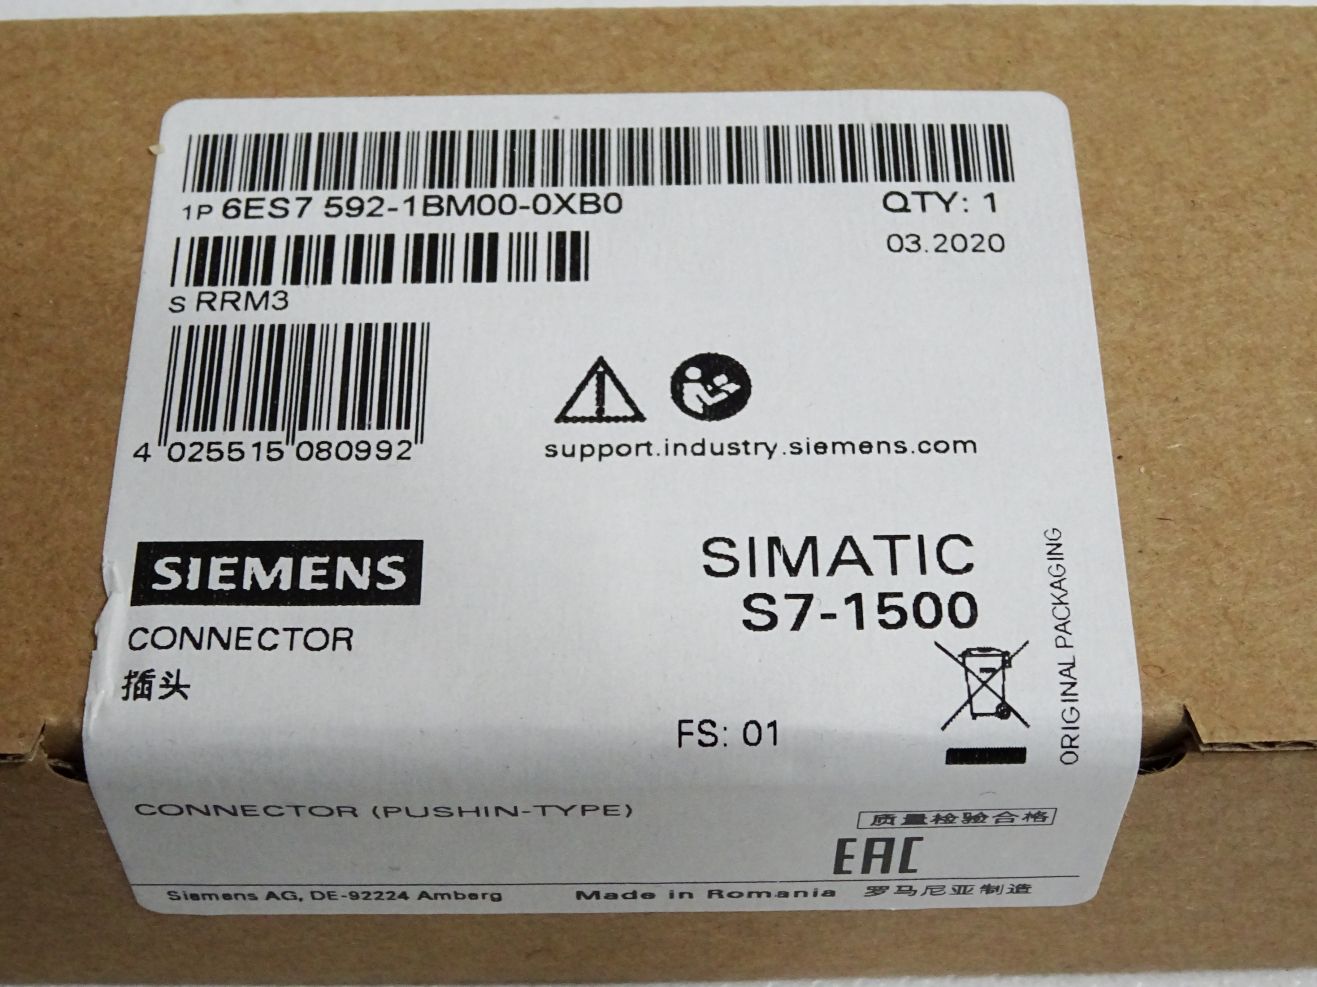 1P 6ES7 592-1BM00-0XB0
QTY: 1
03.2020
S RRM3
4 025515 080992
support.industry.siemens.com
SIEMENS
SIMATIC
S7-1500
CONNECTOR
插头
FS: 01
ORIGINAL PACKAGING
CONNECTOR (PUSHIN-TYPE)
质量检验合格
EAC
Siemens AG, DE-92224 Amberg
Made in Romania 罗马尼亚制造